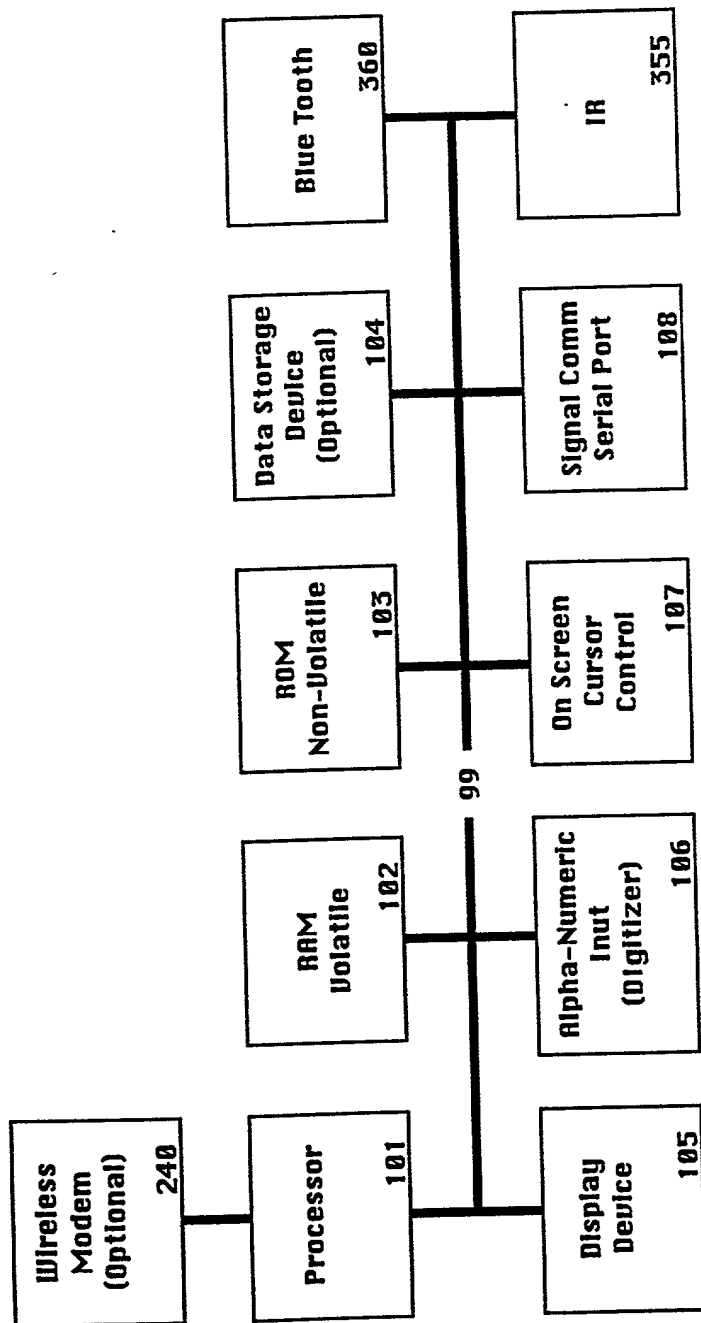 Wireless
Modem
(Optional)
240
Processor
101
RAM
Volatile
102
ROM
Non-Volatile
103
Data Storage
Device
(Optional)
104
Blue Tooth
360
99
Display
Device
105
Alpha-Numeric
Inut
(DIgitizer)
106
On Screen
Cursor
Control
107
Signal Comm
Serial Port
108
IR
355